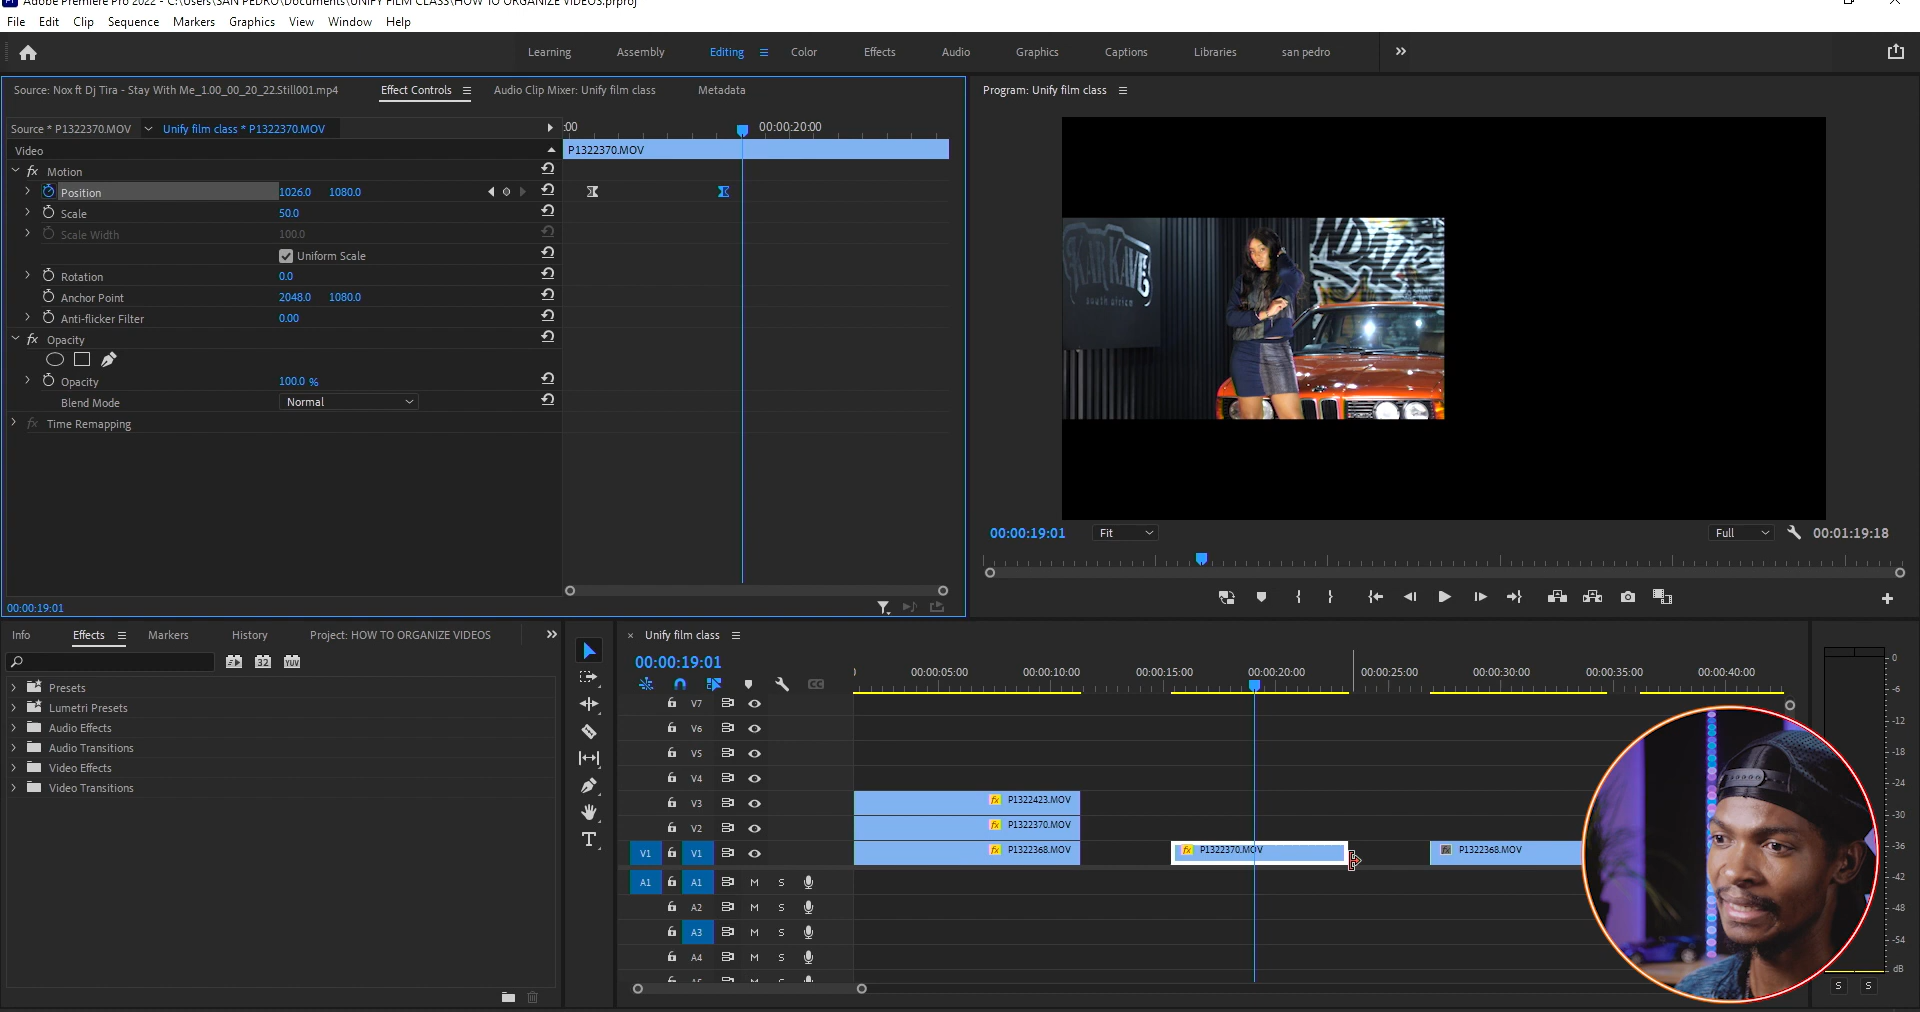 Adobe Premiere Pro 2022 - C:\Users\SAN PEDRO\Documents\UNIFY FILM CLASS\HOW TO ORGANIZE VIDEOS.prproj
File Edit Clip Sequence Markers Graphics View Window Help
Learning Assembly Editing Color Effects Audio Graphics Captions Libraries san pedro
Source: Nox ft Dj Tira - Stay With Me_1.00_00_20_22.Still001.mp4 Effect Controls Audio Clip Mixer: Unify film class Metadata
Program: Unify film class
Source * P1322370.MOV Unify film class * P1322370.MOV
:00 00:00:20:00
Video
P1322370.MOV
fx Motion
Position 1026.0 1080.0
Scale 50.0
Scale Width 100.0
Uniform Scale
Rotation 0.0
Anchor Point 2048.0 1080.0
Anti-flicker Filter 0.00
fx Opacity
Opacity 100.0 %
Blend Mode Normal
fx Time Remapping
KAR KAVE
south africa
00:00:19:01 Fit Full 00:01:19:18
00:00:19:01
Info Effects Markers History Project: HOW TO ORGANIZE VIDEOS
32 YUV
Presets
Lumetri Presets
Audio Effects
Audio Transitions
Video Effects
Video Transitions
Unify film class
00:00:19:01
00:00:05:00 00:00:10:00 00:00:15:00 00:00:20:00 00:00:25:00 00:00:30:00 00:00:35:00 00:00:40:00
V7
V6
V5
V4
V3 fx P1322423.MOV
V2 fx P1322370.MOV
V1 V1 fx P1322368.MOV fx P1322370.MOV fx P1322368.MOV
A1 A1 M S
A2 M S
A3 M S
A4 M S
0
-6
-12
-18
-24
-30
-36
-42
-48
-54
dB
S S